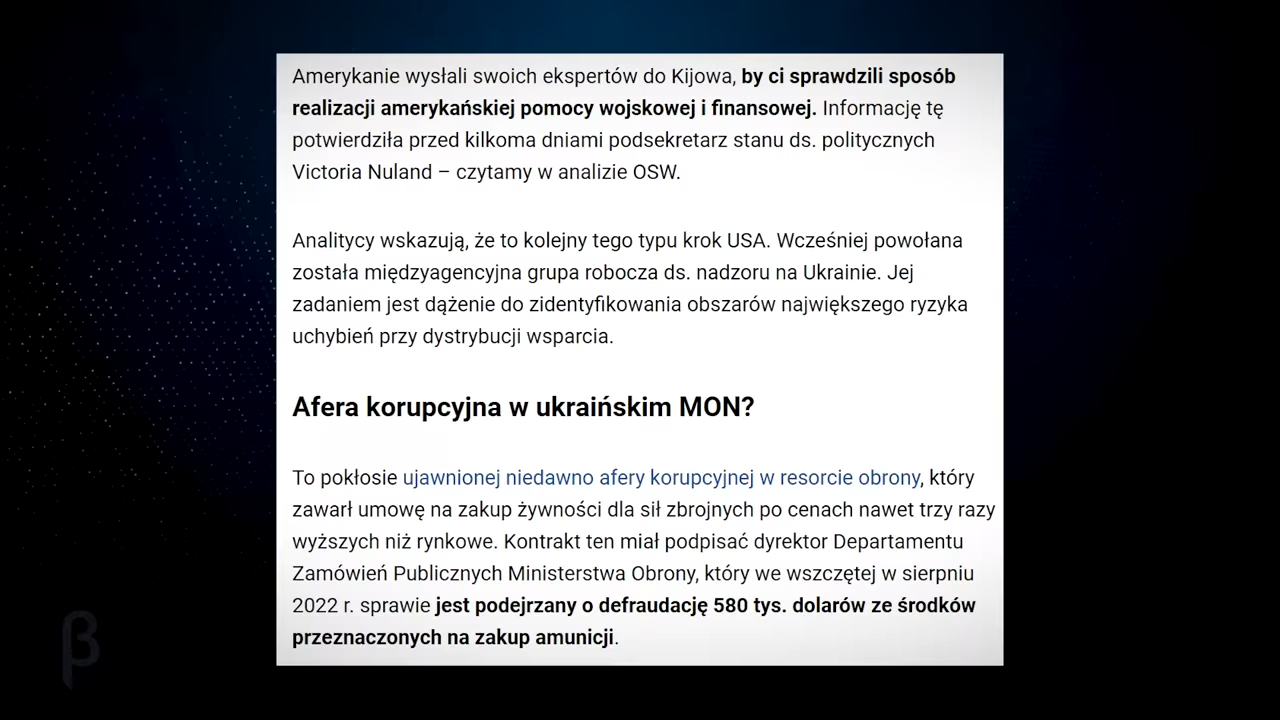 Amerykanie wysłali swoich ekspertów do Kijowa, by ci sprawdzili sposób
realizacji amerykańskiej pomocy wojskowej i finansowej. Informację tę
potwierdziła przed kilkoma dniami podsekretarz stanu ds. politycznych
Victoria Nuland – czytamy w analizie OSW.
Analitycy wskazują, że to kolejny tego typu krok USA. Wcześniej powołana
została międzyagencyjna grupa robocza ds. nadzoru na Ukrainie. Jej
zadaniem jest dążenie do zidentyfikowania obszarów największego ryzyka
uchybień przy dystrybucji wsparcia.
Afera korupcyjna w ukraińskim MON?
To pokłosie ujawnionej niedawno afery korupcyjnej w resorcie obrony, który
zawarł umowę na zakup żywności dla sił zbrojnych po cenach nawet trzy razy
wyższych niż rynkowe. Kontrakt ten miał podpisać dyrektor Departamentu
Zamówień Publicznych Ministerstwa Obrony, który we wszczętej w sierpniu
2022 r. sprawie jest podejrzany o defraudację 580 tys. dolarów ze środków
przeznaczonych na zakup amunicji.
β